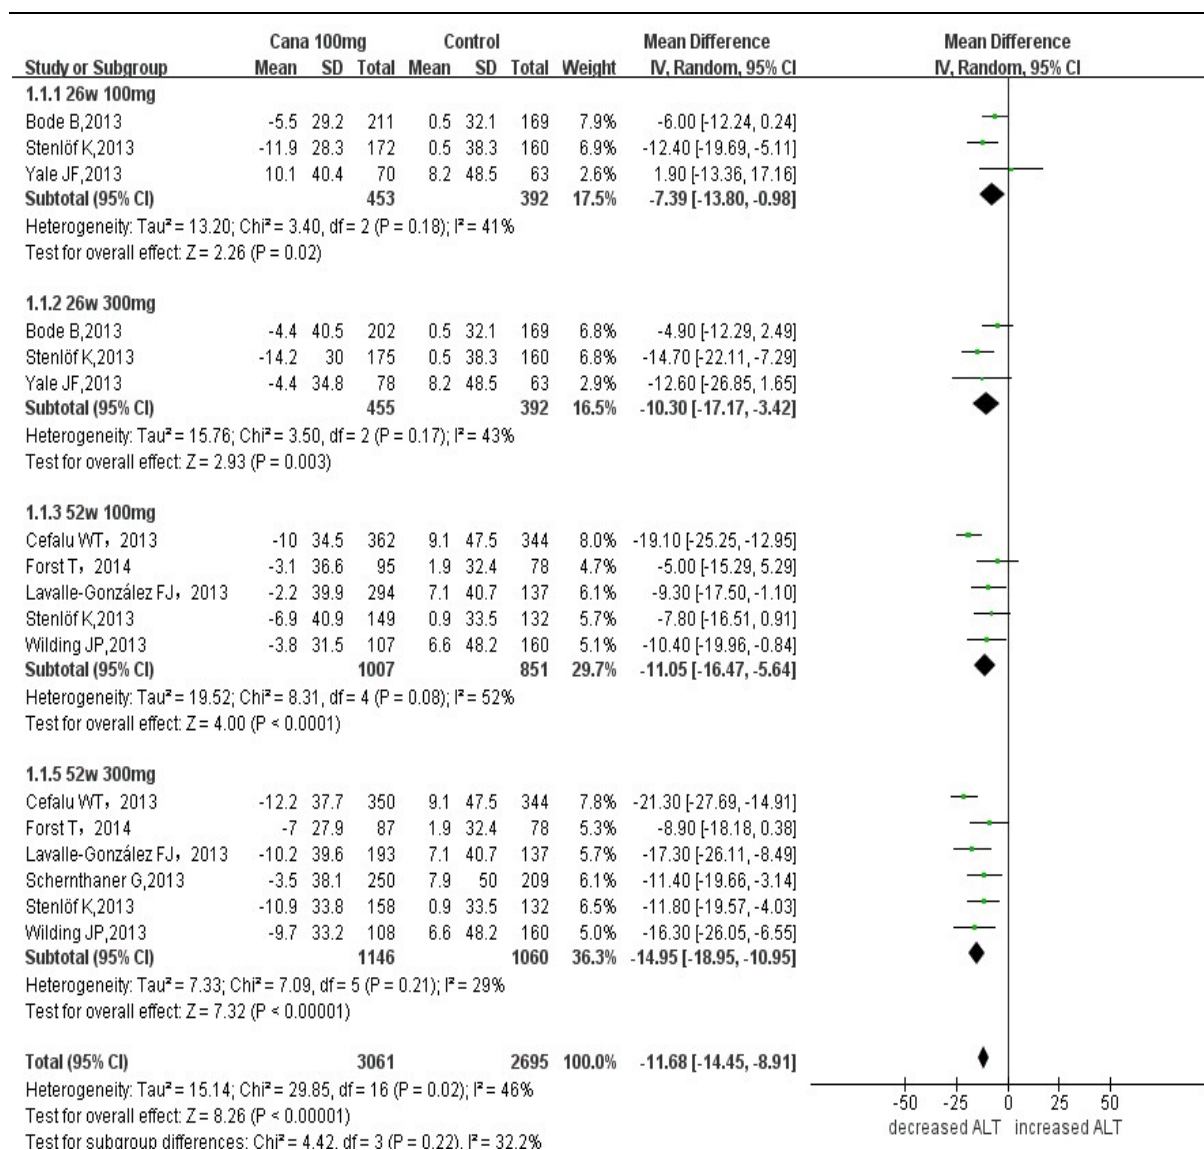 Cana 100mg Control Mean Difference Mean Difference
Study or Subgroup Mean SD Total Mean SD Total Weight IV, Random, 95% CI IV, Random, 95% CI
1.1.1 26w 100mg
Bode B,2013 -5.5 29.2 211 0.5 32.1 169 7.9% -6.00 [-12.24, 0.24]
Stenlöf K,2013 -11.9 28.3 172 0.5 38.3 160 6.9% -12.40 [-19.69, -5.11]
Yale JF,2013 10.1 40.4 70 8.2 48.5 63 2.6% 1.90 [-13.36, 17.16]
Subtotal (95% CI) 453 392 17.5% -7.39 [-13.80, -0.98]
Heterogeneity: Tau² = 13.20; Chi² = 3.40, df = 2 (P = 0.18); I² = 41%
Test for overall effect: Z = 2.26 (P = 0.02)
1.1.2 26w 300mg
Bode B,2013 -4.4 40.5 202 0.5 32.1 169 6.8% -4.90 [-12.29, 2.49]
Stenlöf K,2013 -14.2 30 175 0.5 38.3 160 6.8% -14.70 [-22.11, -7.29]
Yale JF,2013 -4.4 34.8 78 8.2 48.5 63 2.9% -12.60 [-26.85, 1.65]
Subtotal (95% CI) 455 392 16.5% -10.30 [-17.17, -3.42]
Heterogeneity: Tau² = 15.76; Chi² = 3.50, df = 2 (P = 0.17); I² = 43%
Test for overall effect: Z = 2.93 (P = 0.003)
1.1.3 52w 100mg
Cefalu WT，2013 -10 34.5 362 9.1 47.5 344 8.0% -19.10 [-25.25, -12.95]
Forst T，2014 -3.1 36.6 95 1.9 32.4 78 4.7% -5.00 [-15.29, 5.29]
Lavalle-González FJ，2013 -2.2 39.9 294 7.1 40.7 137 6.1% -9.30 [-17.50, -1.10]
Stenlöf K,2013 -6.9 40.9 149 0.9 33.5 132 5.7% -7.80 [-16.51, 0.91]
Wilding JP,2013 -3.8 31.5 107 6.6 48.2 160 5.1% -10.40 [-19.96, -0.84]
Subtotal (95% CI) 1007 851 29.7% -11.05 [-16.47, -5.64]
Heterogeneity: Tau² = 19.52; Chi² = 8.31, df = 4 (P = 0.08); I² = 52%
Test for overall effect: Z = 4.00 (P < 0.0001)
1.1.5 52w 300mg
Cefalu WT，2013 -12.2 37.7 350 9.1 47.5 344 7.8% -21.30 [-27.69, -14.91]
Forst T，2014 -7 27.9 87 1.9 32.4 78 5.3% -8.90 [-18.18, 0.38]
Lavalle-González FJ，2013 -10.2 39.6 193 7.1 40.7 137 5.7% -17.30 [-26.11, -8.49]
Schernthaner G,2013 -3.5 38.1 250 7.9 50 209 6.1% -11.40 [-19.66, -3.14]
Stenlöf K,2013 -10.9 33.8 158 0.9 33.5 132 6.5% -11.80 [-19.57, -4.03]
Wilding JP,2013 -9.7 33.2 108 6.6 48.2 160 5.0% -16.30 [-26.05, -6.55]
Subtotal (95% CI) 1146 1060 36.3% -14.95 [-18.95, -10.95]
Heterogeneity: Tau² = 7.33; Chi² = 7.09, df = 5 (P = 0.21); I² = 29%
Test for overall effect: Z = 7.32 (P < 0.00001)
Total (95% CI) 3061 2695 100.0% -11.68 [-14.45, -8.91]
Heterogeneity: Tau² = 15.14; Chi² = 29.85, df = 16 (P = 0.02); I² = 46%
Test for overall effect: Z = 8.26 (P < 0.00001)
Test for subgroup differences: Chi² = 4.42, df = 3 (P = 0.22), I² = 32.2%
-50 -25 0 25 50
decreased ALT increased ALT